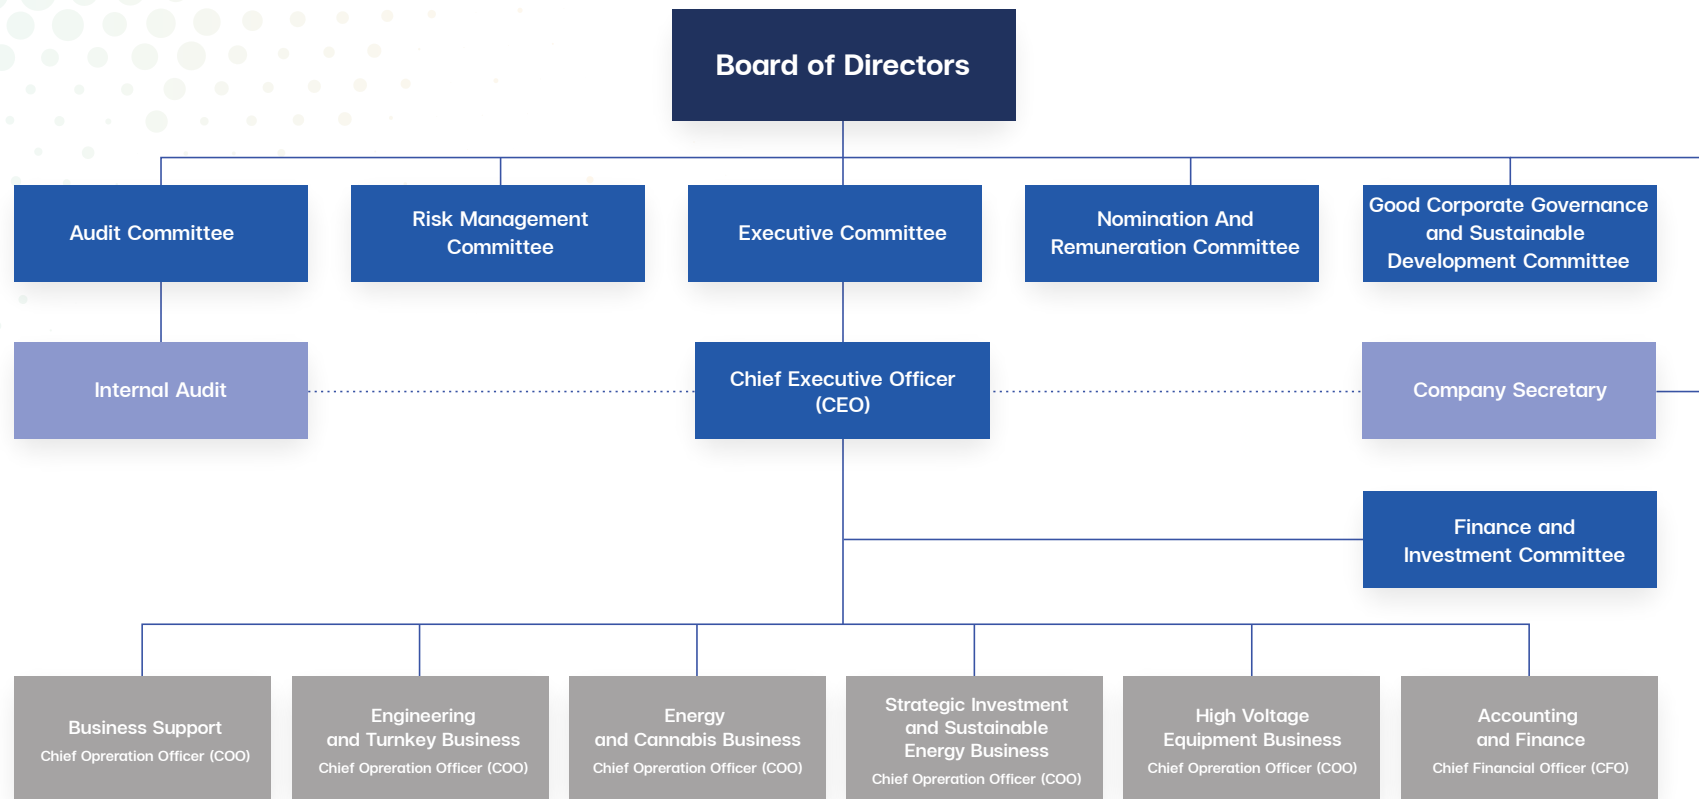 Board of Directors
Audit Committee
Risk Management
Committee
Executive Committee
Nomination And
Remuneration Committee
Good Corporate Governance
and Sustainable
Development Committee
Internal Audit
Chief Executive Officer
(CEO)
Company Secretary
Finance and
Investment Committee
Business Support
Chief Opreration Officer (COO)
Engineering
and Turnkey Business
Chief Opreration Officer (COO)
Energy
and Cannabis Business
Chief Opreration Officer (COO)
Strategic Investment
and Sustainable
Energy Business
Chief Opreration Officer (COO)
High Voltage
Equipment Business
Chief Opreration Officer (COO)
Accounting
and Finance
Chief Financial Officer (CFO)